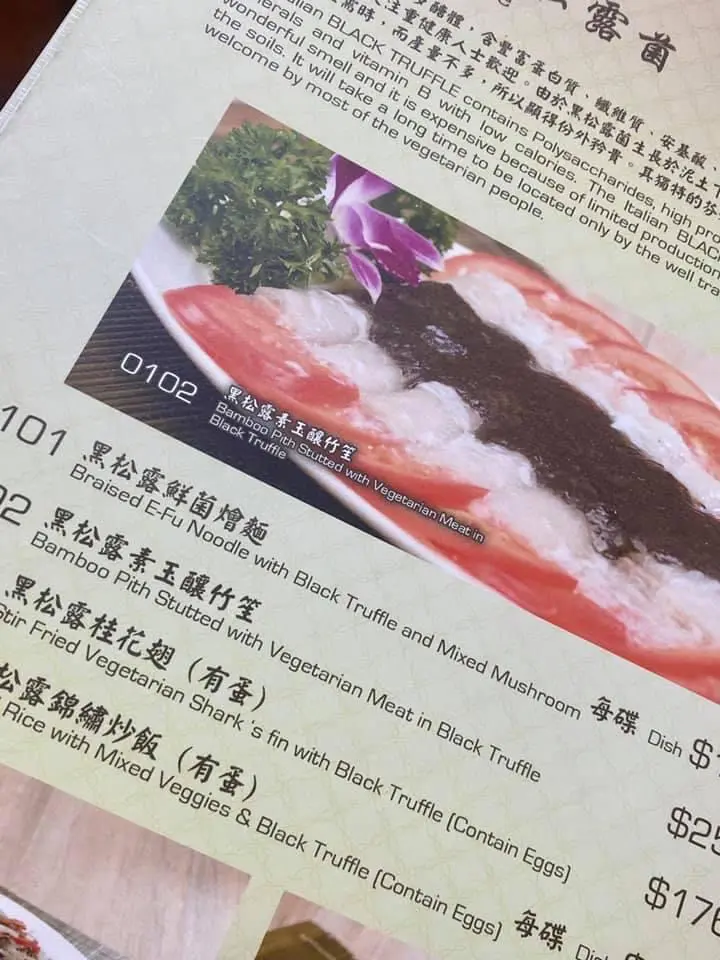 露菌
多醣體，含豐富蛋白質、纖維質、安基酸、
注重健康人士歡迎。由於黑松露菌生長於泥土
需時，而產量不多，所以顯得份外矜貴。其獨特的芬
Italian BLACK TRUFFLE contains Polysaccharides, high
and vitamin B with low calories. The Italian
wonderful smell and it is expensive because of limited production
the soils. It will take a long time to be located only by the well
welcome by most of the vegetarian people.
0102
黑松露素玉釀竹笙
Bamboo Pith Stutted with Vegetarian Meat in
Black Truffle
101 黑松露鮮菌燴麵
Braised E-Fu Noodle with Black Truffle and Mixed Mushroom 每碟 Dish
02 黑松露素玉釀竹笙
Bamboo Pith Stutted with Vegetarian Meat in Black Truffle
黑松露桂花翅（有蛋）
Stir Fried Vegetarian Shark 's fin with Black Truffle (Contain Eggs)
松露錦繡炒飯（有蛋）
Rice with Mixed Veggies & Black Truffle (Contain Eggs) 每碟